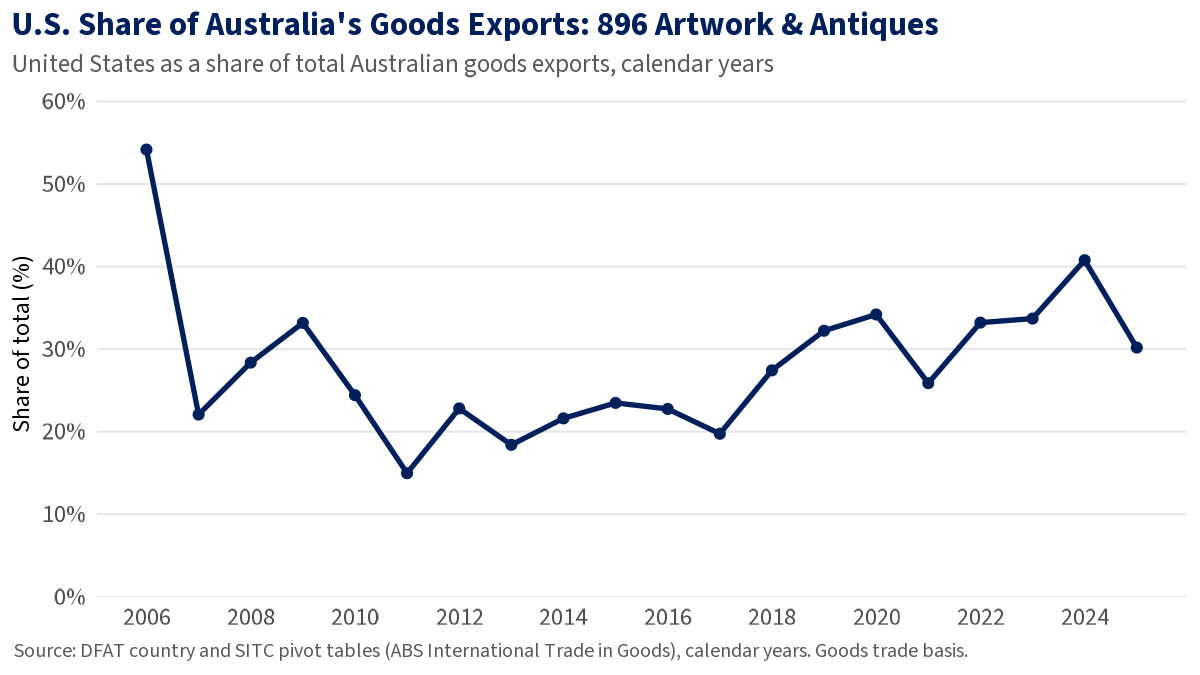 U.S. Share of Australia's Goods Exports: 896 Artwork & Antiques
United States as a share of total Australian goods exports, calendar years
60%
50%
40%
30%
20%
10%
0%
Share of total (%)
2006 2008 2010 2012 2014 2016 2018 2020 2022 2024
Source: DFAT country and SITC pivot tables (ABS International Trade in Goods), calendar years. Goods trade basis.